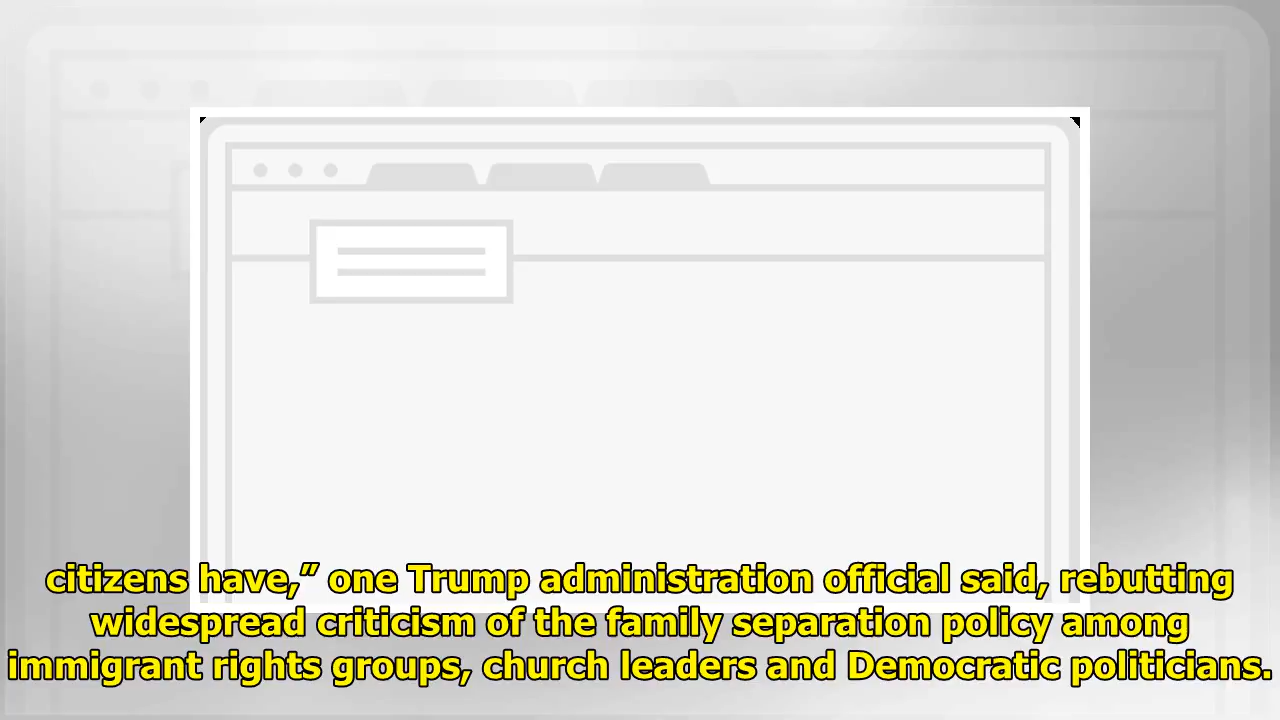 citizens have,” one Trump administration official said, rebutting
widespread criticism of the family separation policy among
immigrant rights groups, church leaders and Democratic politicians.